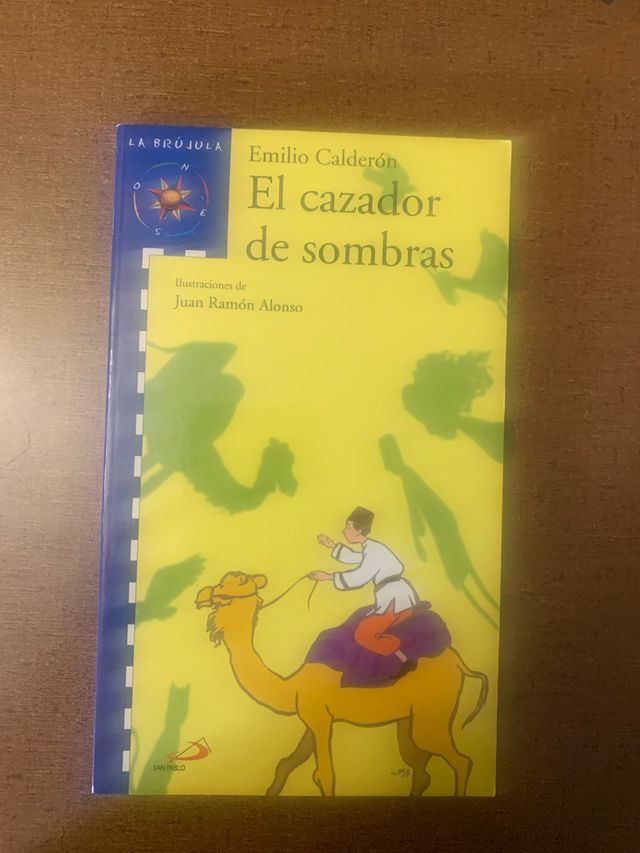 LA BRÚJULA
N
O
E
S
Emilio Calderón
El cazador
de sombras
Ilustraciones de
Juan Ramón Alonso
SAN PABLO